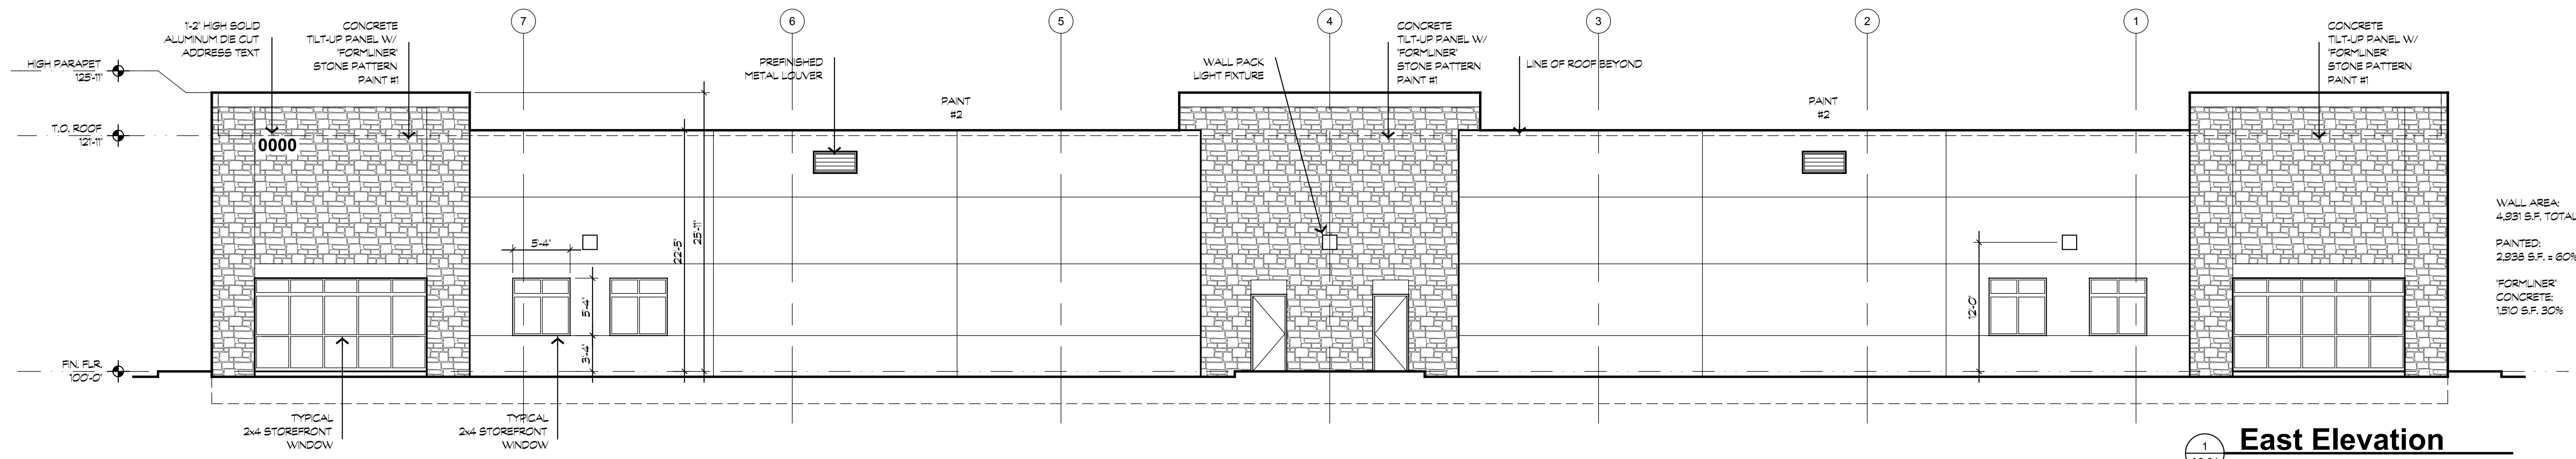 1'-2" HIGH SOLID
ALUMINUM DIE CUT
ADDRESS TEXT
CONCRETE
TILT-UP PANEL W/
'FORMLINER'
STONE PATTERN
PAINT #1
7
6
5
4
3
2
1
CONCRETE
TILT-UP PANEL W/
'FORMLINER'
STONE PATTERN
PAINT #1
CONCRETE
TILT-UP PANEL W/
'FORMLINER'
STONE PATTERN
PAINT #1
HIGH PARAPET
125'-11"
PREFINISHED
METAL LOUVER
WALL PACK
LIGHT FIXTURE
LINE OF ROOF BEYOND
PAINT
#2
PAINT
#2
T.O. ROOF
121'-11"
0000
5'-4"
22'-5"
25'-11"
5'-4"
3'-4"
12'-0"
WALL AREA:
4,931 S.F. TOTAL
PAINTED:
2,938 S.F. = 60%
'FORMLINER'
CONCRETE:
1,510 S.F. 30%
FIN. FLR.
100'-0"
TYPICAL
2x4 STOREFRONT
WINDOW
TYPICAL
2x4 STOREFRONT
WINDOW
1
East Elevation